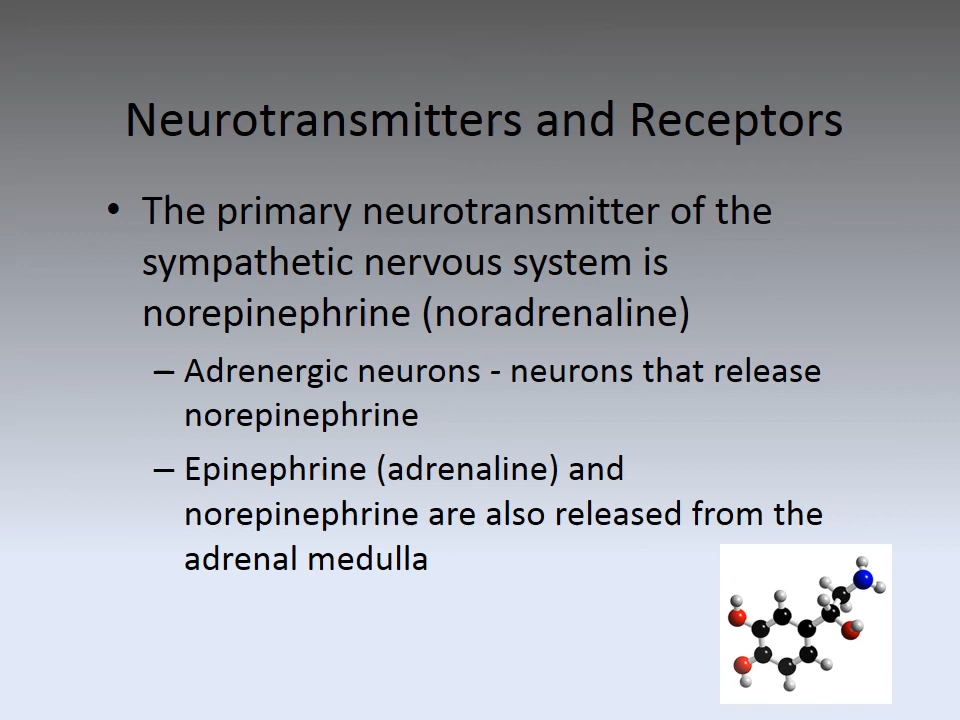 Neurotransmitters and Receptors
• The primary neurotransmitter of the
sympathetic nervous system is
norepinephrine (noradrenaline)
– Adrenergic neurons - neurons that release
norepinephrine
– Epinephrine (adrenaline) and
norepinephrine are also released from the
adrenal medulla